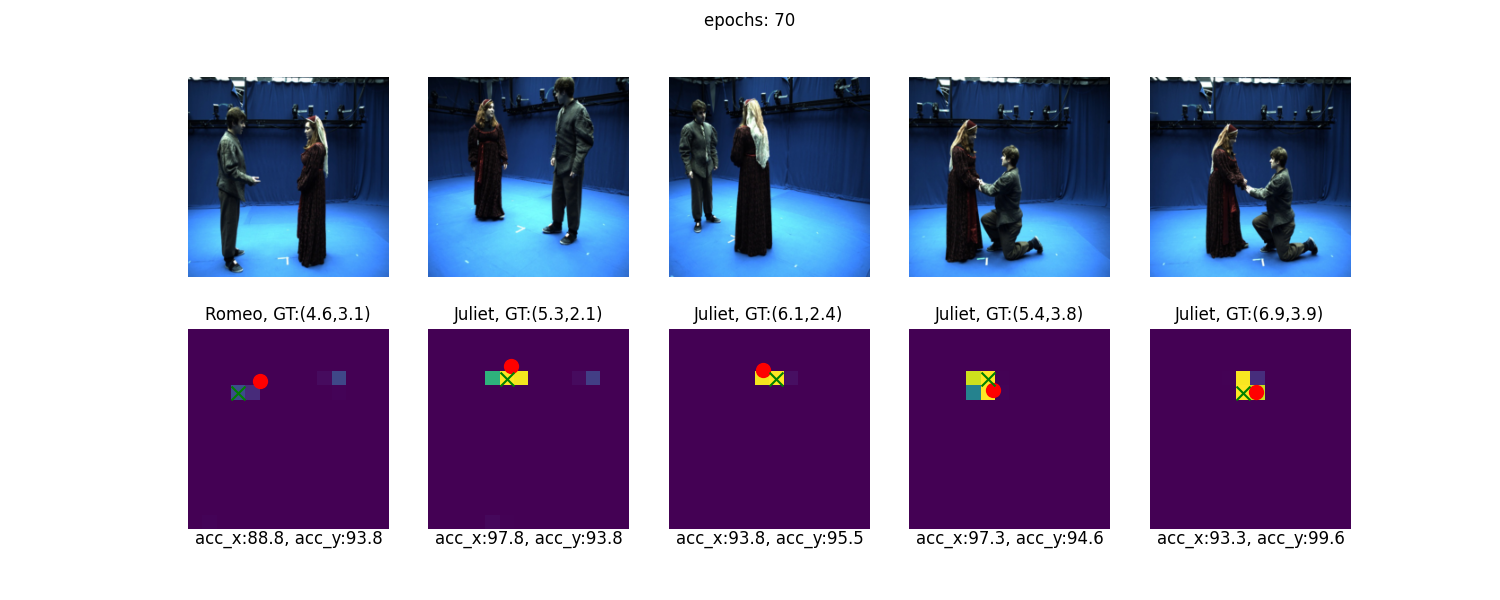 epochs: 70
Romeo, GT:(4.6,3.1)
Juliet, GT:(5.3,2.1)
Juliet, GT:(6.1,2.4)
Juliet, GT:(5.4,3.8)
Juliet, GT:(6.9,3.9)
acc_x:88.8, acc_y:93.8
acc_x:97.8, acc_y:93.8
acc_x:93.8, acc_y:95.5
acc_x:97.3, acc_y:94.6
acc_x:93.3, acc_y:99.6